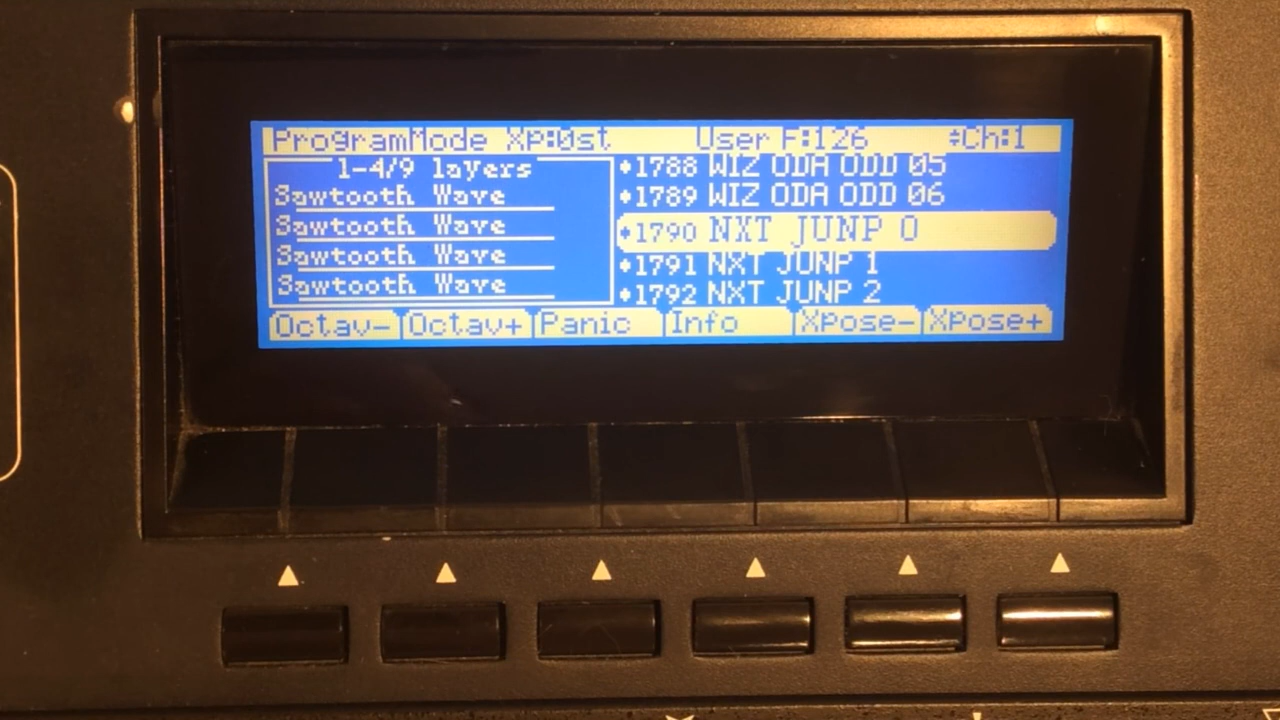 ProgramMode Xp:0st User F:126 ♦Ch:1
1-4/9 layers
Sawtooth Wave
Sawtooth Wave
Sawtooth Wave
Sawtooth Wave
♦1788 WIZ ODA ODD 05
♦1789 WIZ ODA ODD 06
♦1790 NXT JUNP 0
♦1791 NXT JUNP 1
♦1792 NXT JUNP 2
Octav- Octav+ Panic Info Xpose- Xpose+